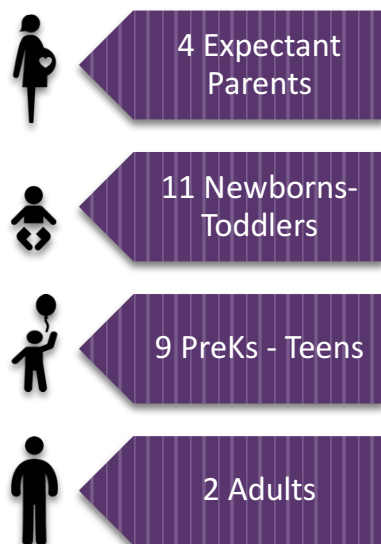 4 Expectant
Parents
11 Newborns-
Toddlers
9 PreKs - Teens
2 Adults